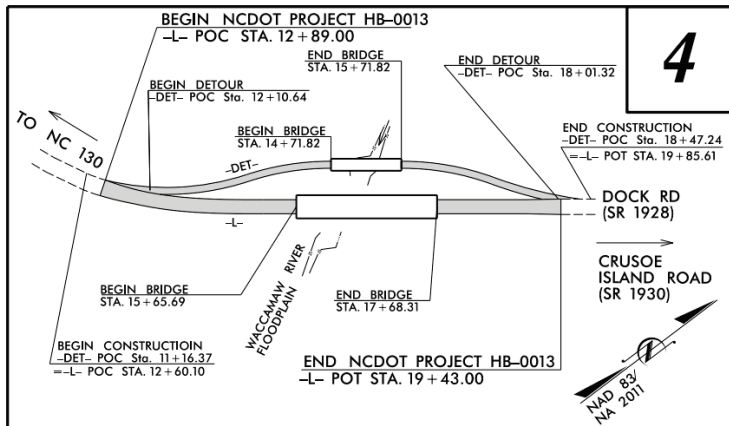 BEGIN NCDOT PROJECT HB-0013
-L- POC STA. 12+89.00
4
END BRIDGE
STA. 15+71.82
END DETOUR
-DET- POC Sta. 18+01.32
BEGIN DETOUR
-DET- POC Sta. 12+10.64
TO NC 130
BEGIN BRIDGE
STA. 14+71.82
END CONSTRUCTION
-DET- POC Sta. 18+47.24
=-L- POT STA. 19+85.61
-DET-
DOCK RD
(SR 1928)
-L-
CRUSOE
ISLAND ROAD
(SR 1930)
WACCAMAW RIVER
FLOODPLAIN
BEGIN BRIDGE
STA. 15+65.69
END BRIDGE
STA. 17+68.31
BEGIN CONSTRUCTIOIN
-DET- POC Sta. 11+16.37
=-L- POC STA. 12+60.10
END NCDOT PROJECT HB-0013
-L- POT STA. 19+43.00
NAD 83/
NA 2011